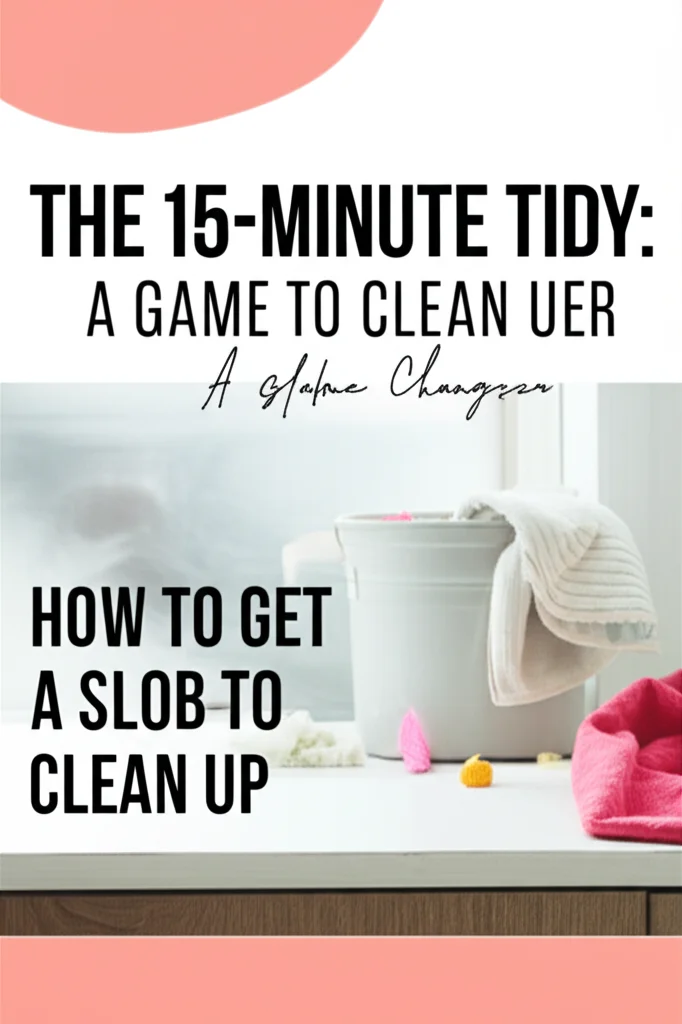 THE 15-MINUTE TIDY:
A GAME TO CLEAN UER
A
HOW TO GET
A SLOB TO
CLEAN UP